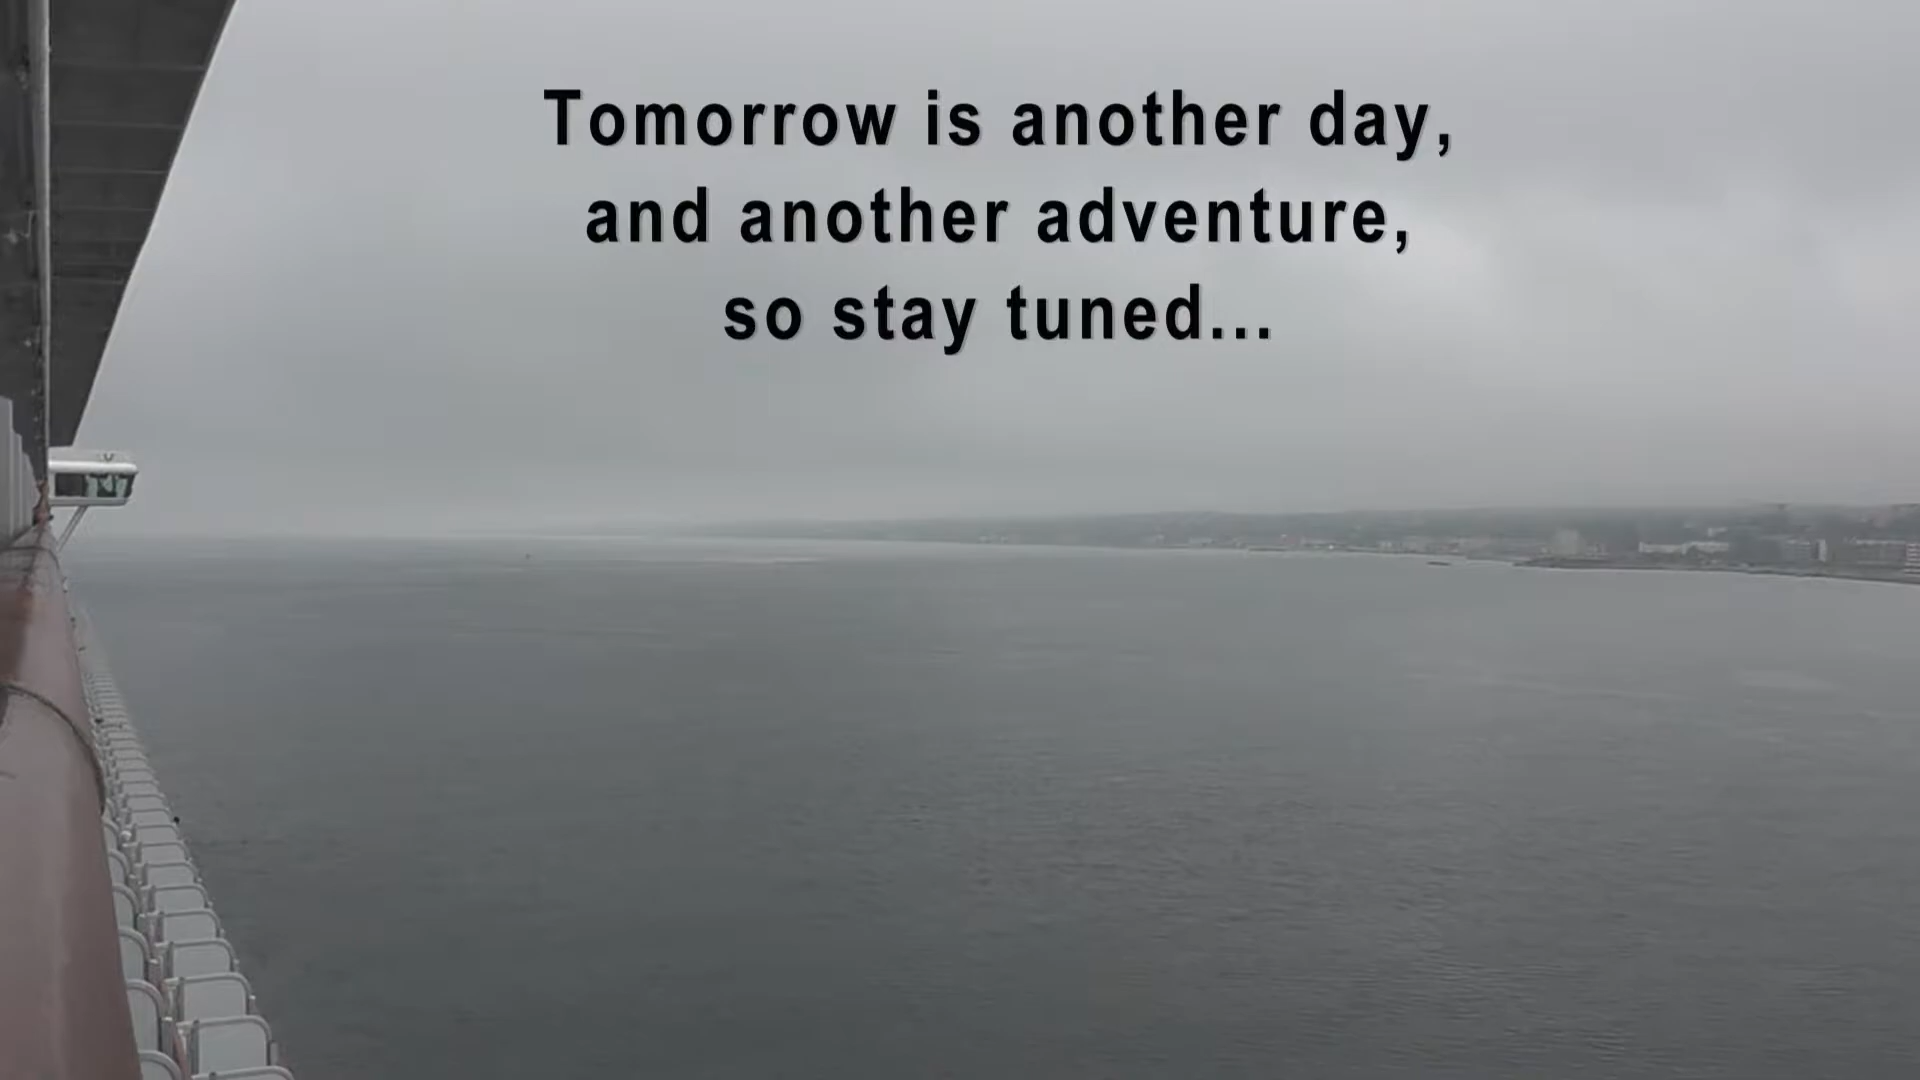 Tomorrow is another day,
and another adventure,
so stay tuned...